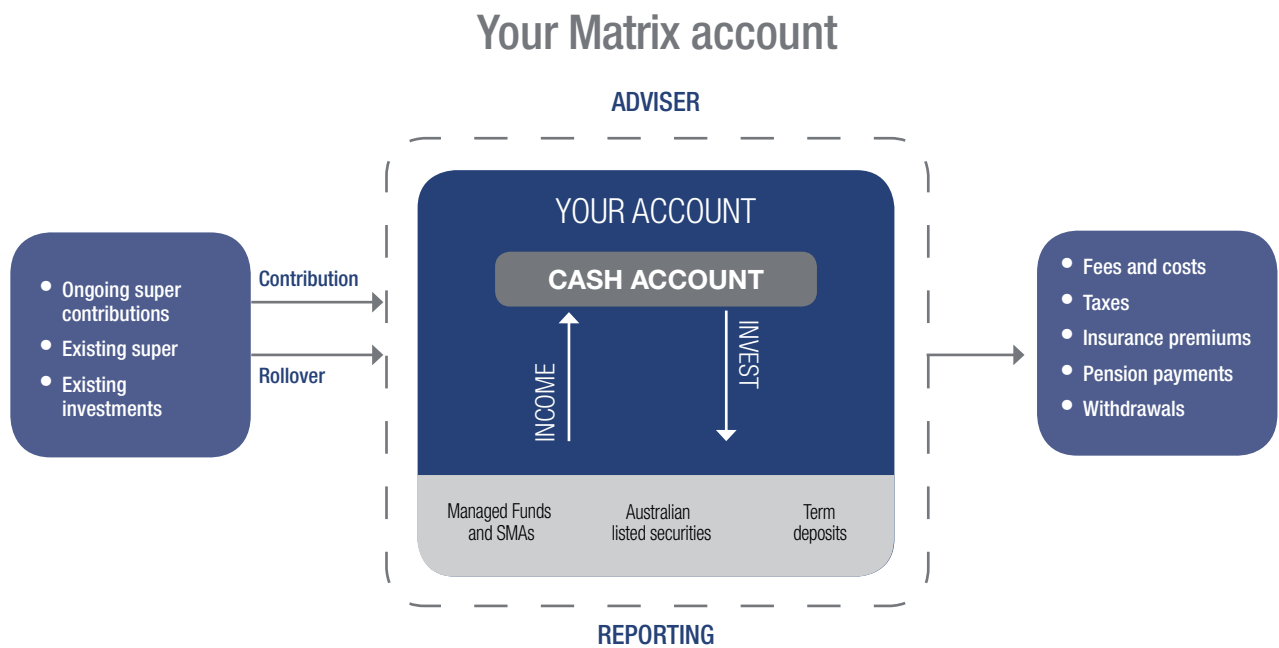 Your Matrix account
ADVISER
• Ongoing super
contributions
• Existing super
• Existing
investments
Contribution
Rollover
YOUR ACCOUNT
CASH ACCOUNT
INCOME
INVEST
Managed Funds
and SMAs
Australian
listed securities
Term
deposits
• Fees and costs
• Taxes
• Insurance premiums
• Pension payments
• Withdrawals
REPORTING